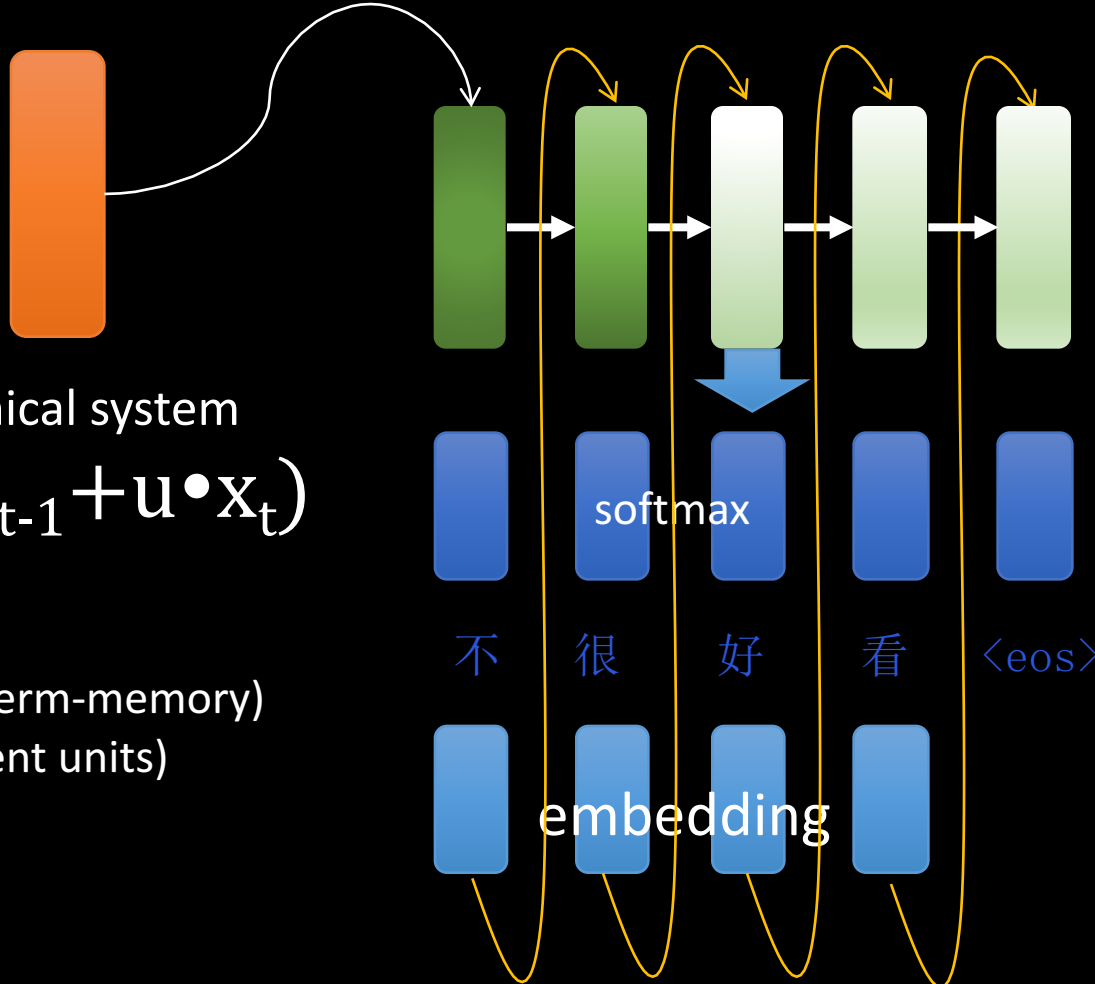 ical system
t-1+u•xt)
softmax
不 很 好 看 <eos>
erm-memory)
ent units)
embedding